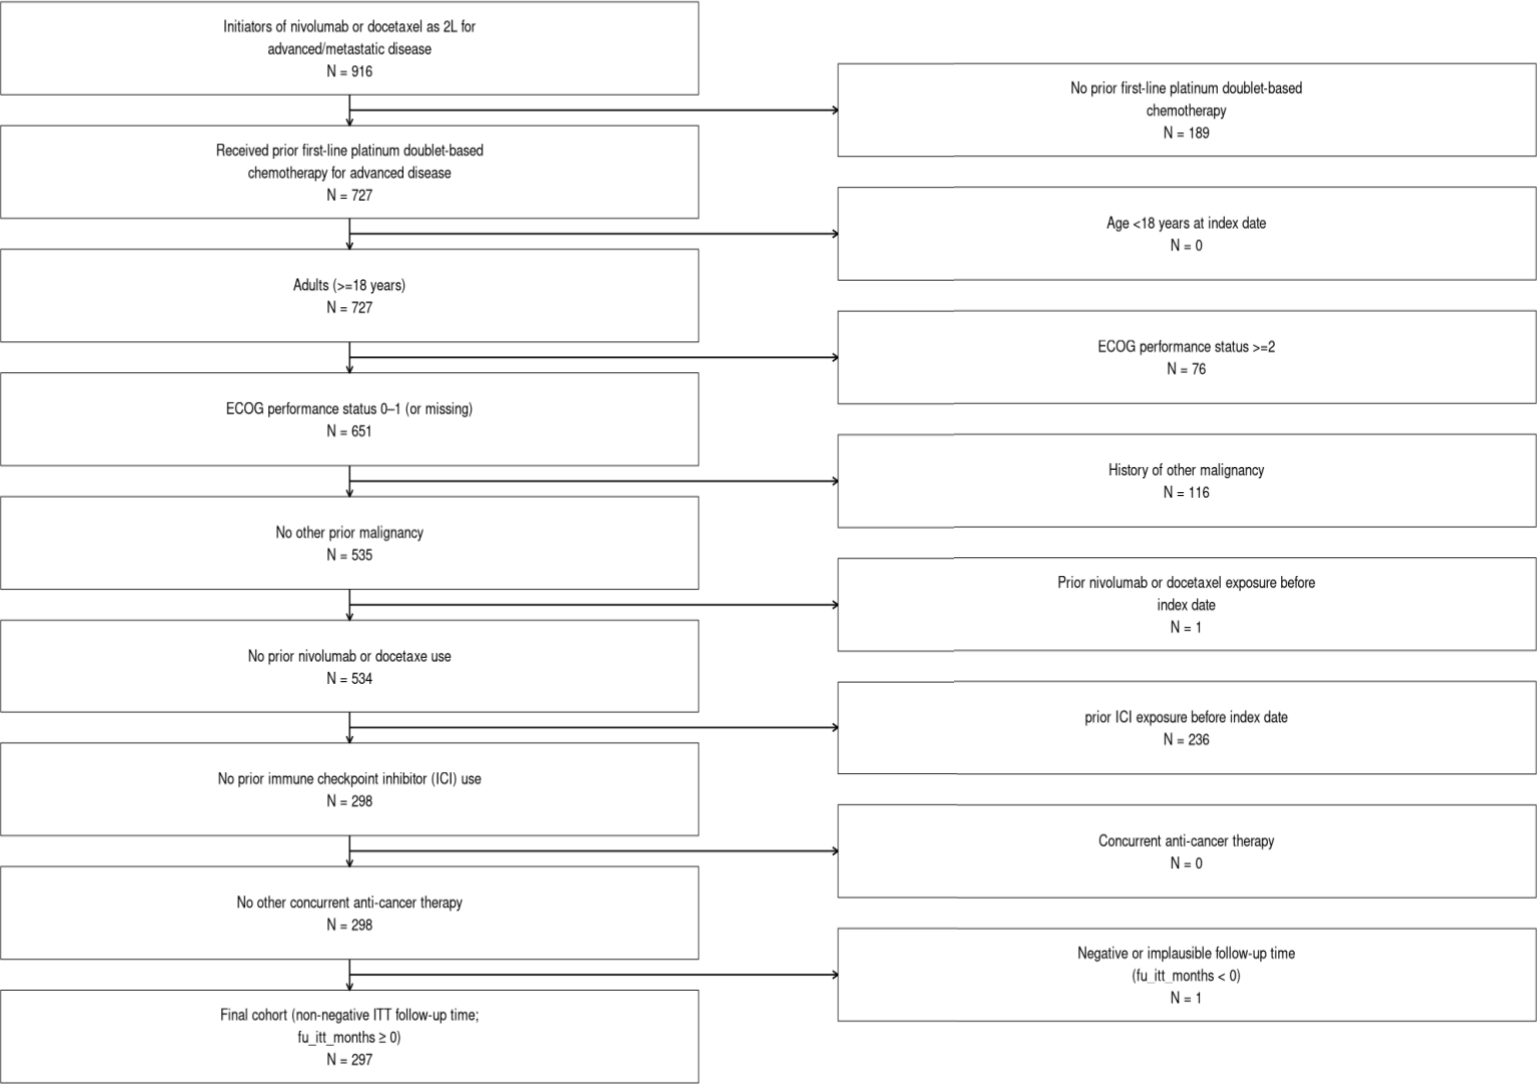 Initiators of nivolumab or docetaxel as 2L for
advanced/metastatic disease
N = 916
No prior first-line platinum doublet-based
chemotherapy
N = 189
Received prior first-line platinum doublet-based
chemotherapy for advanced disease
N = 727
Age <18 years at index date
N = 0
Adults (>=18 years)
N = 727
ECOG performance status >=2
N = 76
ECOG performance status 0–1 (or missing)
N = 651
History of other malignancy
N = 116
No other prior malignancy
N = 535
Prior nivolumab or docetaxel exposure before
index date
N = 1
No prior nivolumab or docetaxe use
N = 534
prior ICI exposure before index date
N = 236
No prior immune checkpoint inhibitor (ICI) use
N = 298
Concurrent anti-cancer therapy
N = 0
No other concurrent anti-cancer therapy
N = 298
Negative or implausible follow-up time
(fu_itt_months < 0)
N = 1
Final cohort (non-negative ITT follow-up time;
fu_itt_months ≥ 0)
N = 297